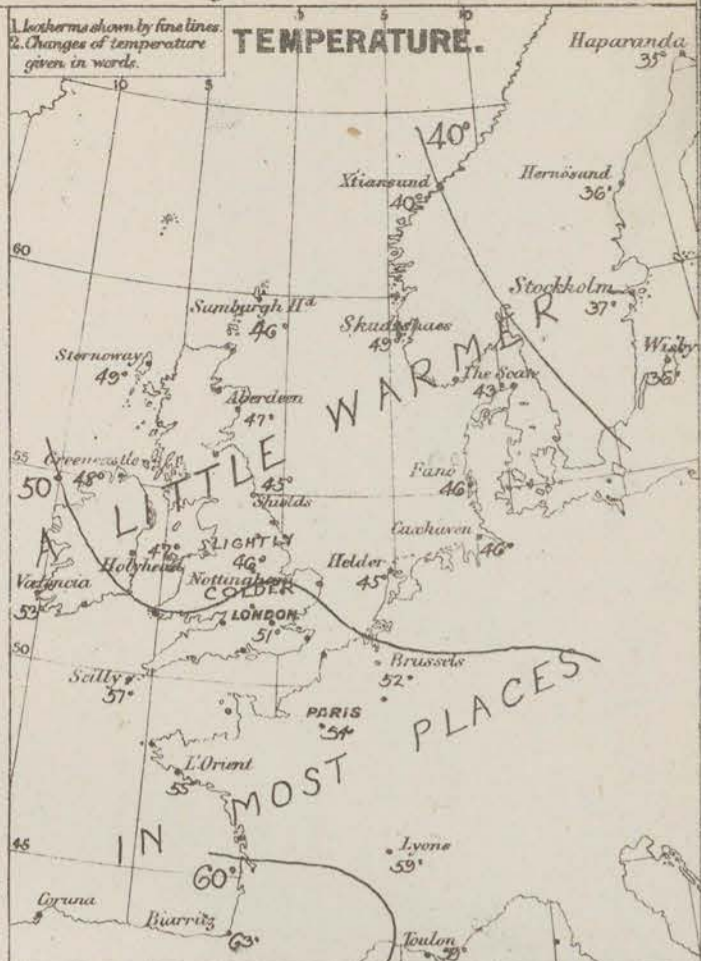 1. Isotherms shown by fine lines.
2. Changes of temperature
given in words.
TEMPERATURE.
10
5
5
10
Haparanda
35°
40°
Xtiansund
40°
Hernösand
36°
60
Sumburgh Hd
46°
Stockholm
37°
Skudesnaes
49°
Wisby
36°
Stornoway
49°
The Scaw
43°
Aberdeen
47°
A LITTLE WARMER
55
Greencastle
48°
45°
Shields
Fanö
46°
50
Holyhead
47°
SLIGHTLY
46°
Nottingham
COLDER
Cuxhaven
46°
Helder
45°
Valencia
53°
LONDON
51°
50
Brussels
52°
Scilly
57°
PARIS
54°
L'Orient
55°
IN MOST PLACES
45
60°
Lyons
59°
Coruna
Biarritz
63°
Toulon